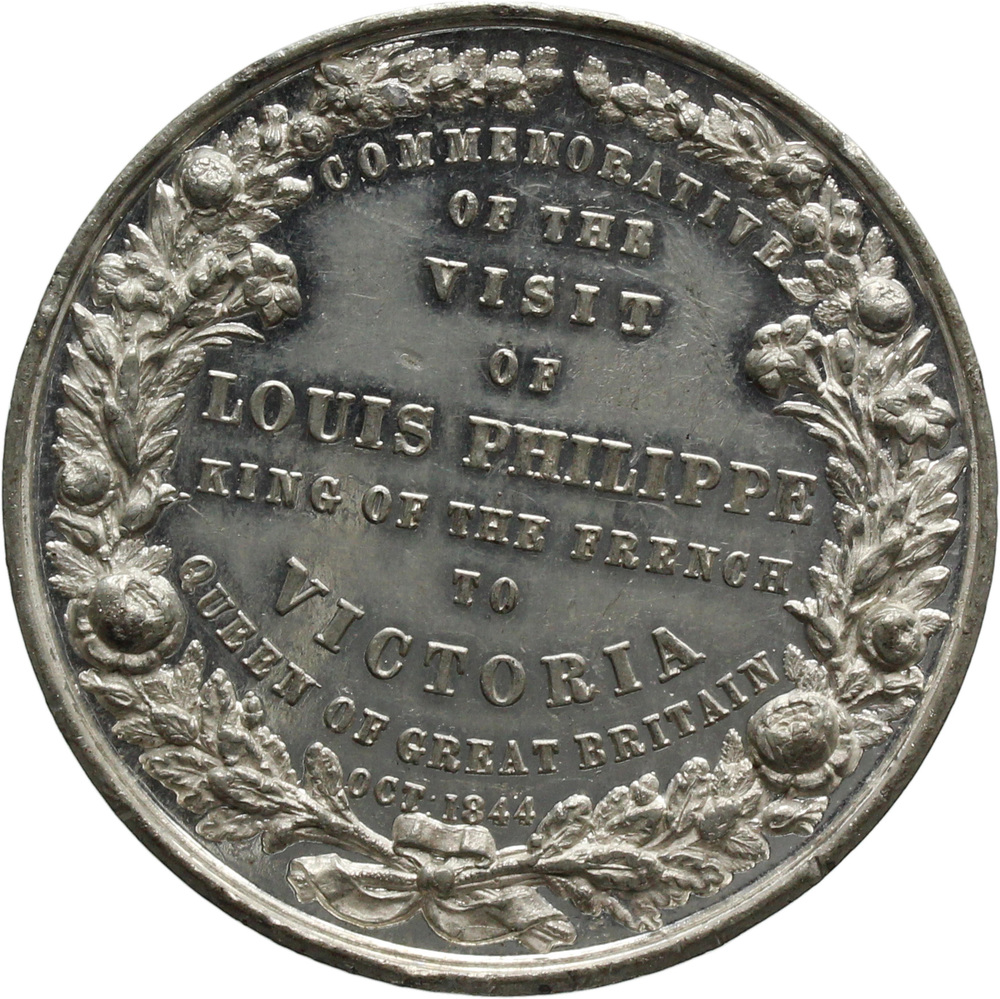 COMMEMORATIVE
OF THE
VISIT
OF
LOUIS PHILIPPE
KING OF THE FRENCH
TO
VICTORIA
QUEEN OF GREAT BRITAIN
OCT. 1844